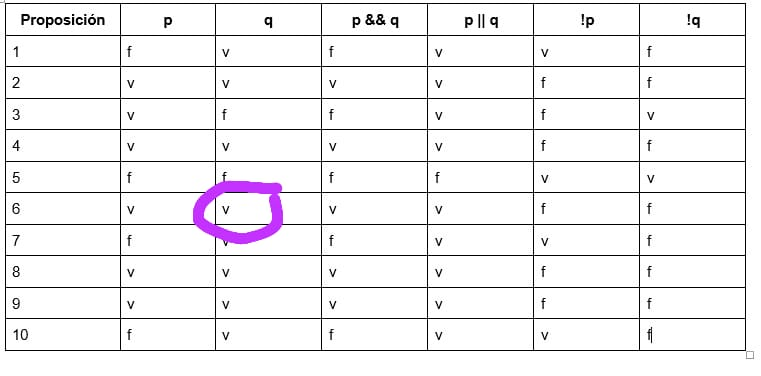 Proposición p q p && q p || q !p !q
1 f v f v v f
2 v v v v f f
3 v f f v f v
4 v v v v f f
5 f f f f v v
6 v v v v f f
7 f v f v v f
8 v v v v f f
9 v v v v f f
10 f v f v v f